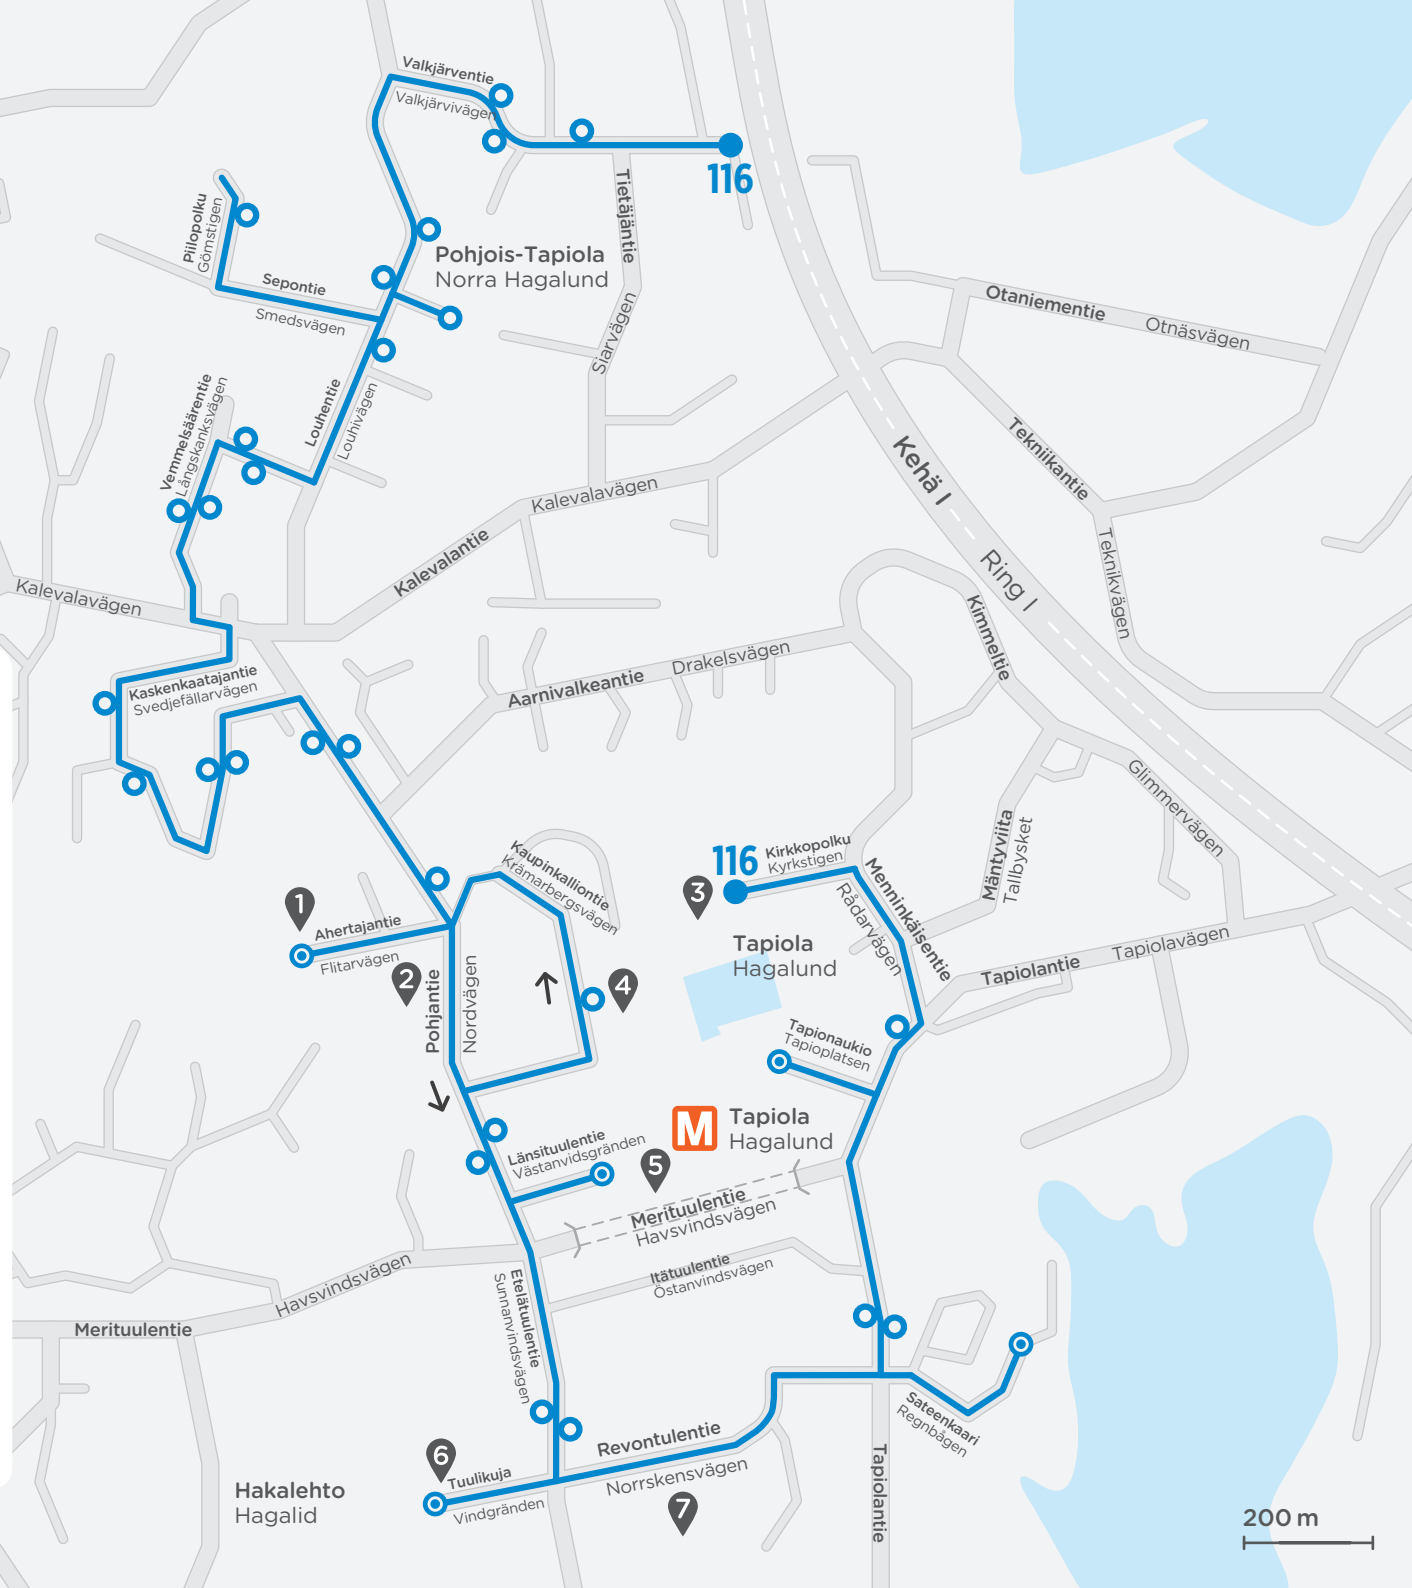 Valkjärventie
Valkjärvivägen
116
Piilopolku
Gömstigen
Tietäjäntie
Siarvägen
Pohjois-Tapiola
Norra Hagalund
Sepontie
Smedsvägen
Otaniementie
Otnäsvägen
Vemmelsäärentie
Långskanksvägen
Louhentie
Louhivägen
Tekniikantie
Teknikvägen
Kehä I
Ring I
Kalevalavägen
Kalevalantie
Kalevalavägen
Kimmeltie
Glimmervägen
Aarnivalkeantie
Drakelsvägen
Kaskenkaatajantie
Svedjefällarvägen
Mäntyviita
Tallbysket
Kaupinkalliontie
Krämarbergsvägen
116
Kirkkopolku
Kyrkstigen
Menninkäisentie
Rådarvägen
1
3
Ahertajantie
Flitarvägen
2
Pohjantie
Nordvägen
4
Tapiola
Hagalund
Tapiolantie
Tapiolavägen
Tapionaukio
Tapioplatsen
M
Tapiola
Hagalund
Länsituulentie
Västanvidsgränden
5
Merituulentie
Havsvindsvägen
Itätuulentie
Östanvindsvägen
Havsvindsvägen
Merituulentie
Etelätuulentie
Sunnanvindsvägen
Sateenkaari
Regnbågen
Revontulentie
Norrskensvägen
6
Tuulikuja
Vindgränden
7
Tapiolantie
Hakalehto
Hagalid
200 m